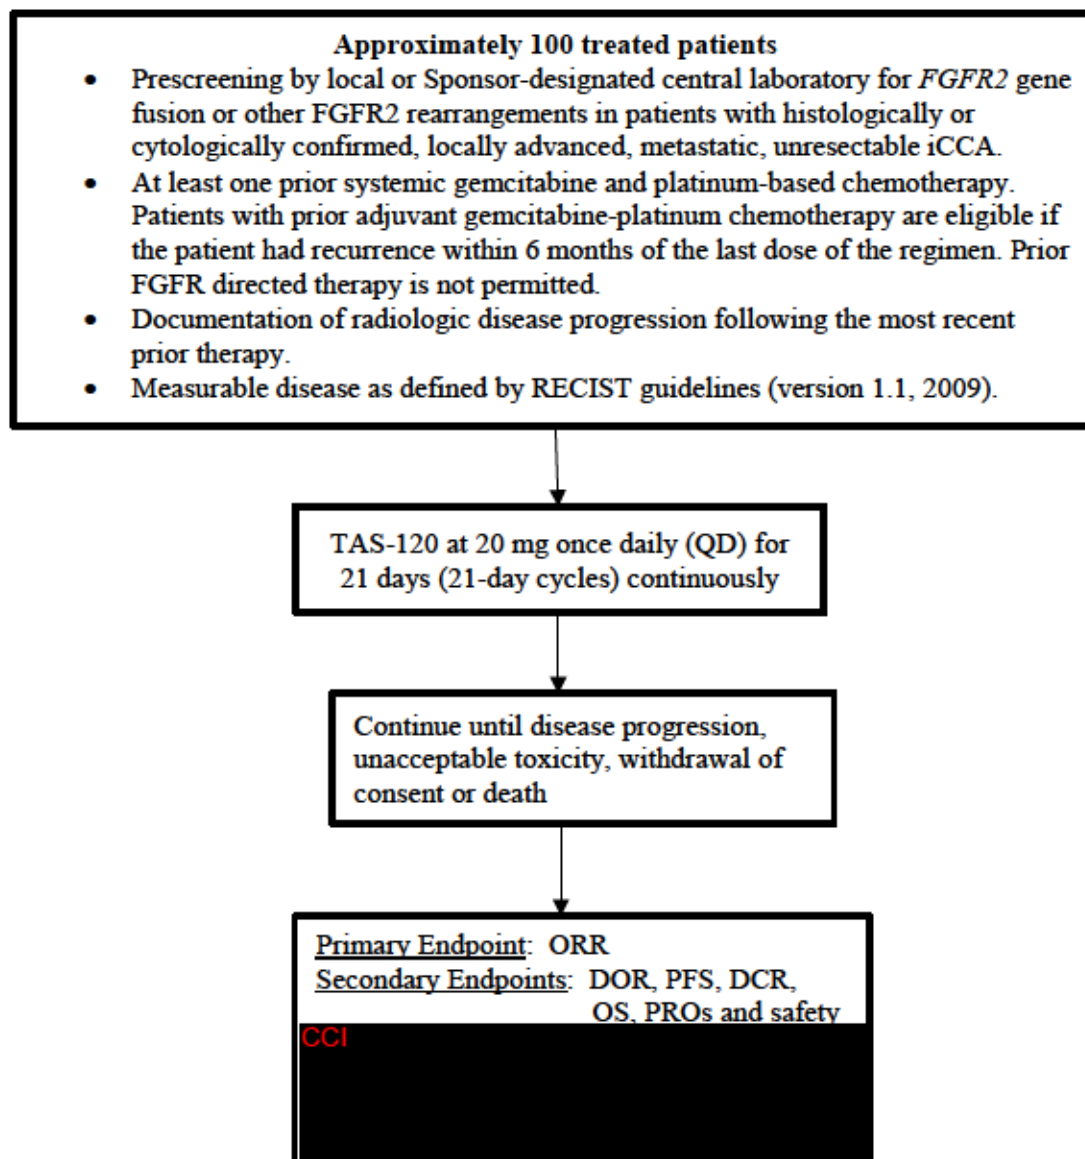 Approximately 100 treated patients
• Prescreening by local or Sponsor-designated central laboratory for FGFR2 gene
fusion or other FGFR2 rearrangements in patients with histologically or
cytologically confirmed, locally advanced, metastatic, unresectable iCCA.
• At least one prior systemic gemcitabine and platinum-based chemotherapy.
Patients with prior adjuvant gemcitabine-platinum chemotherapy are eligible if
the patient had recurrence within 6 months of the last dose of the regimen. Prior
FGFR directed therapy is not permitted.
• Documentation of radiologic disease progression following the most recent
prior therapy.
• Measurable disease as defined by RECIST guidelines (version 1.1, 2009).
TAS-120 at 20 mg once daily (QD) for
21 days (21-day cycles) continuously
Continue until disease progression,
unacceptable toxicity, withdrawal of
consent or death
Primary Endpoint: ORR
Secondary Endpoints: DOR, PFS, DCR,
OS, PROs and safety
CCI